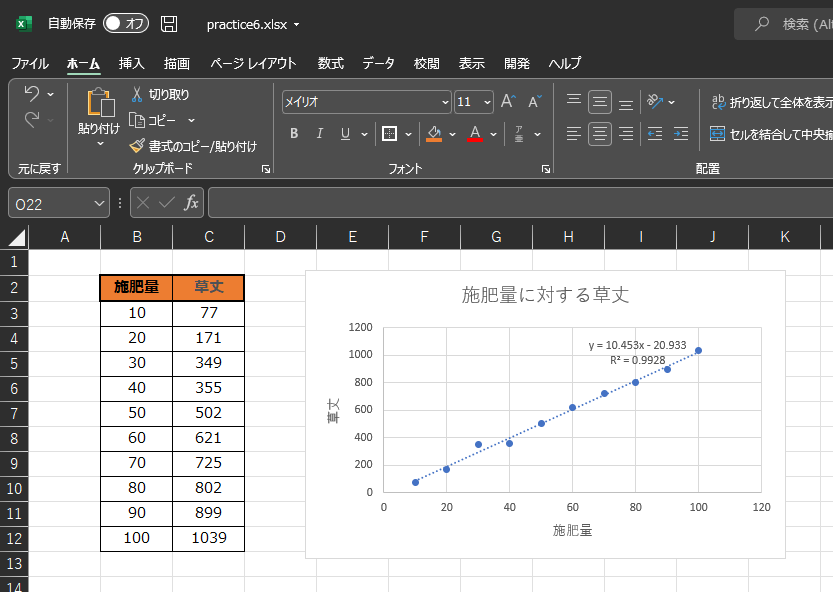 自動保存 オフ practice6.xlsx 検索 (Alt
ファイル ホーム 挿入 描画 ページ レイアウト 数式 データ 校閲 表示 開発 ヘルプ
貼り付け 切り取り
コピー
書式のコピー/貼り付け
メイリオ 11 A A
B I U A ア亜
折り返して全体を表示
セルを結合して中央揃
元に戻す クリップボード フォント 配置
O22 fx
A B C D E F G H I J K
1
2 施肥量 草丈
3 10 77
4 20 171
5 30 349
6 40 355
7 50 502
8 60 621
9 70 725
10 80 802
11 90 899
12 100 1039
13
14
施肥量に対する草丈
y = 10.453x - 20.933
R² = 0.9928
草丈
1200
1000
800
600
400
200
0
0 20 40 60 80 100 120
施肥量